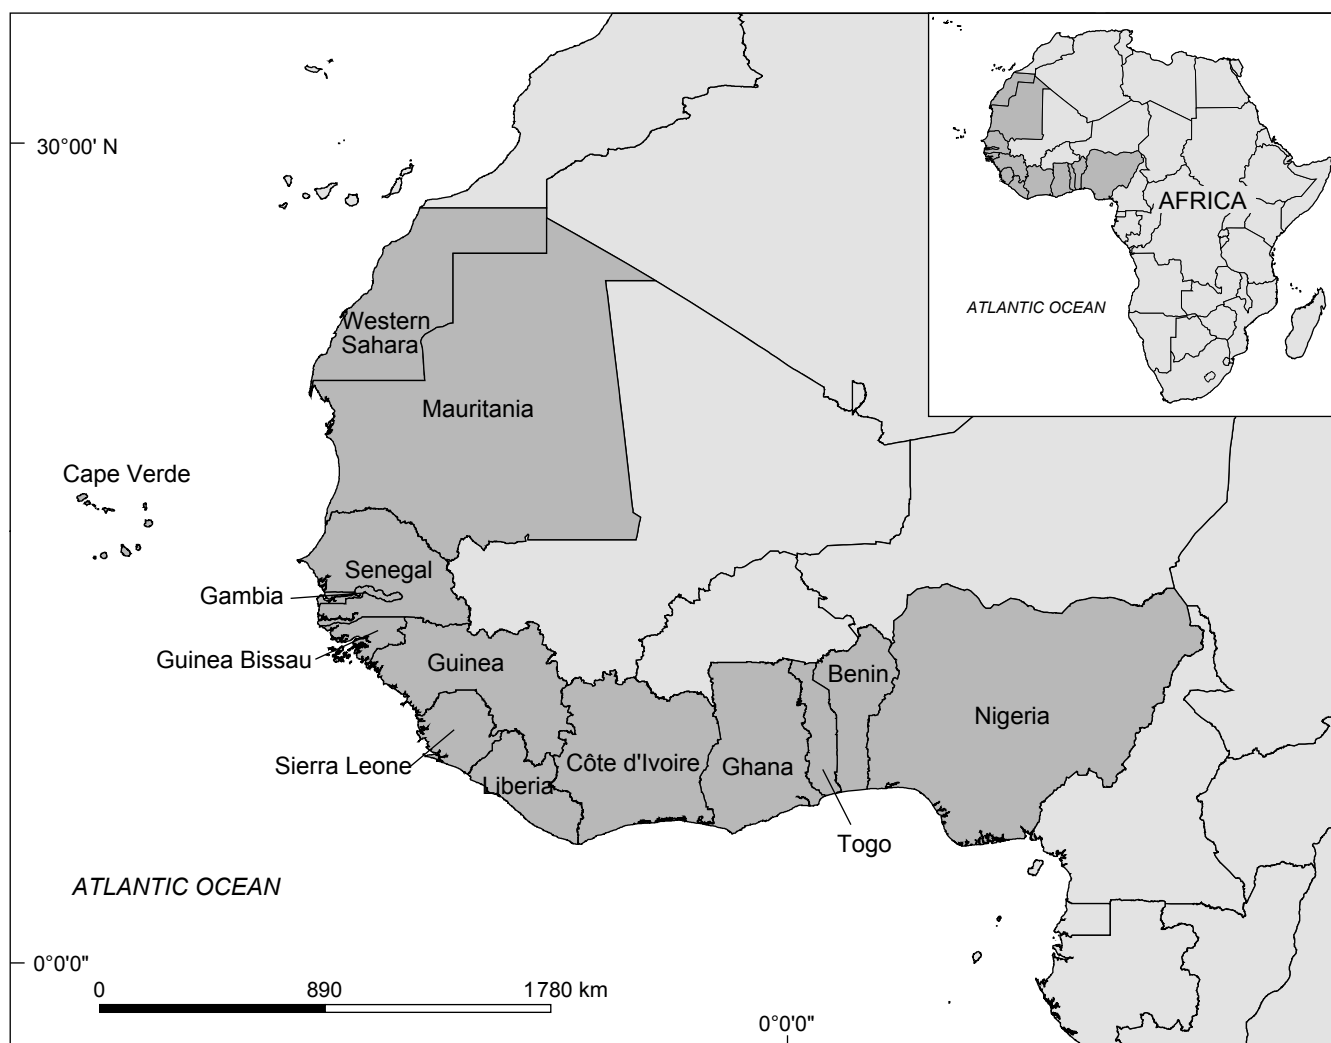 30°00' N
AFRICA
ATLANTIC OCEAN
Western
Sahara
Mauritania
Cape Verde
Senegal
Gambia
Guinea Bissau
Guinea
Benin
Nigeria
Sierra Leone
Côte d'Ivoire
Ghana
Liberia
Togo
ATLANTIC OCEAN
0°0'0"
0 890 1780 km
0°0'0"